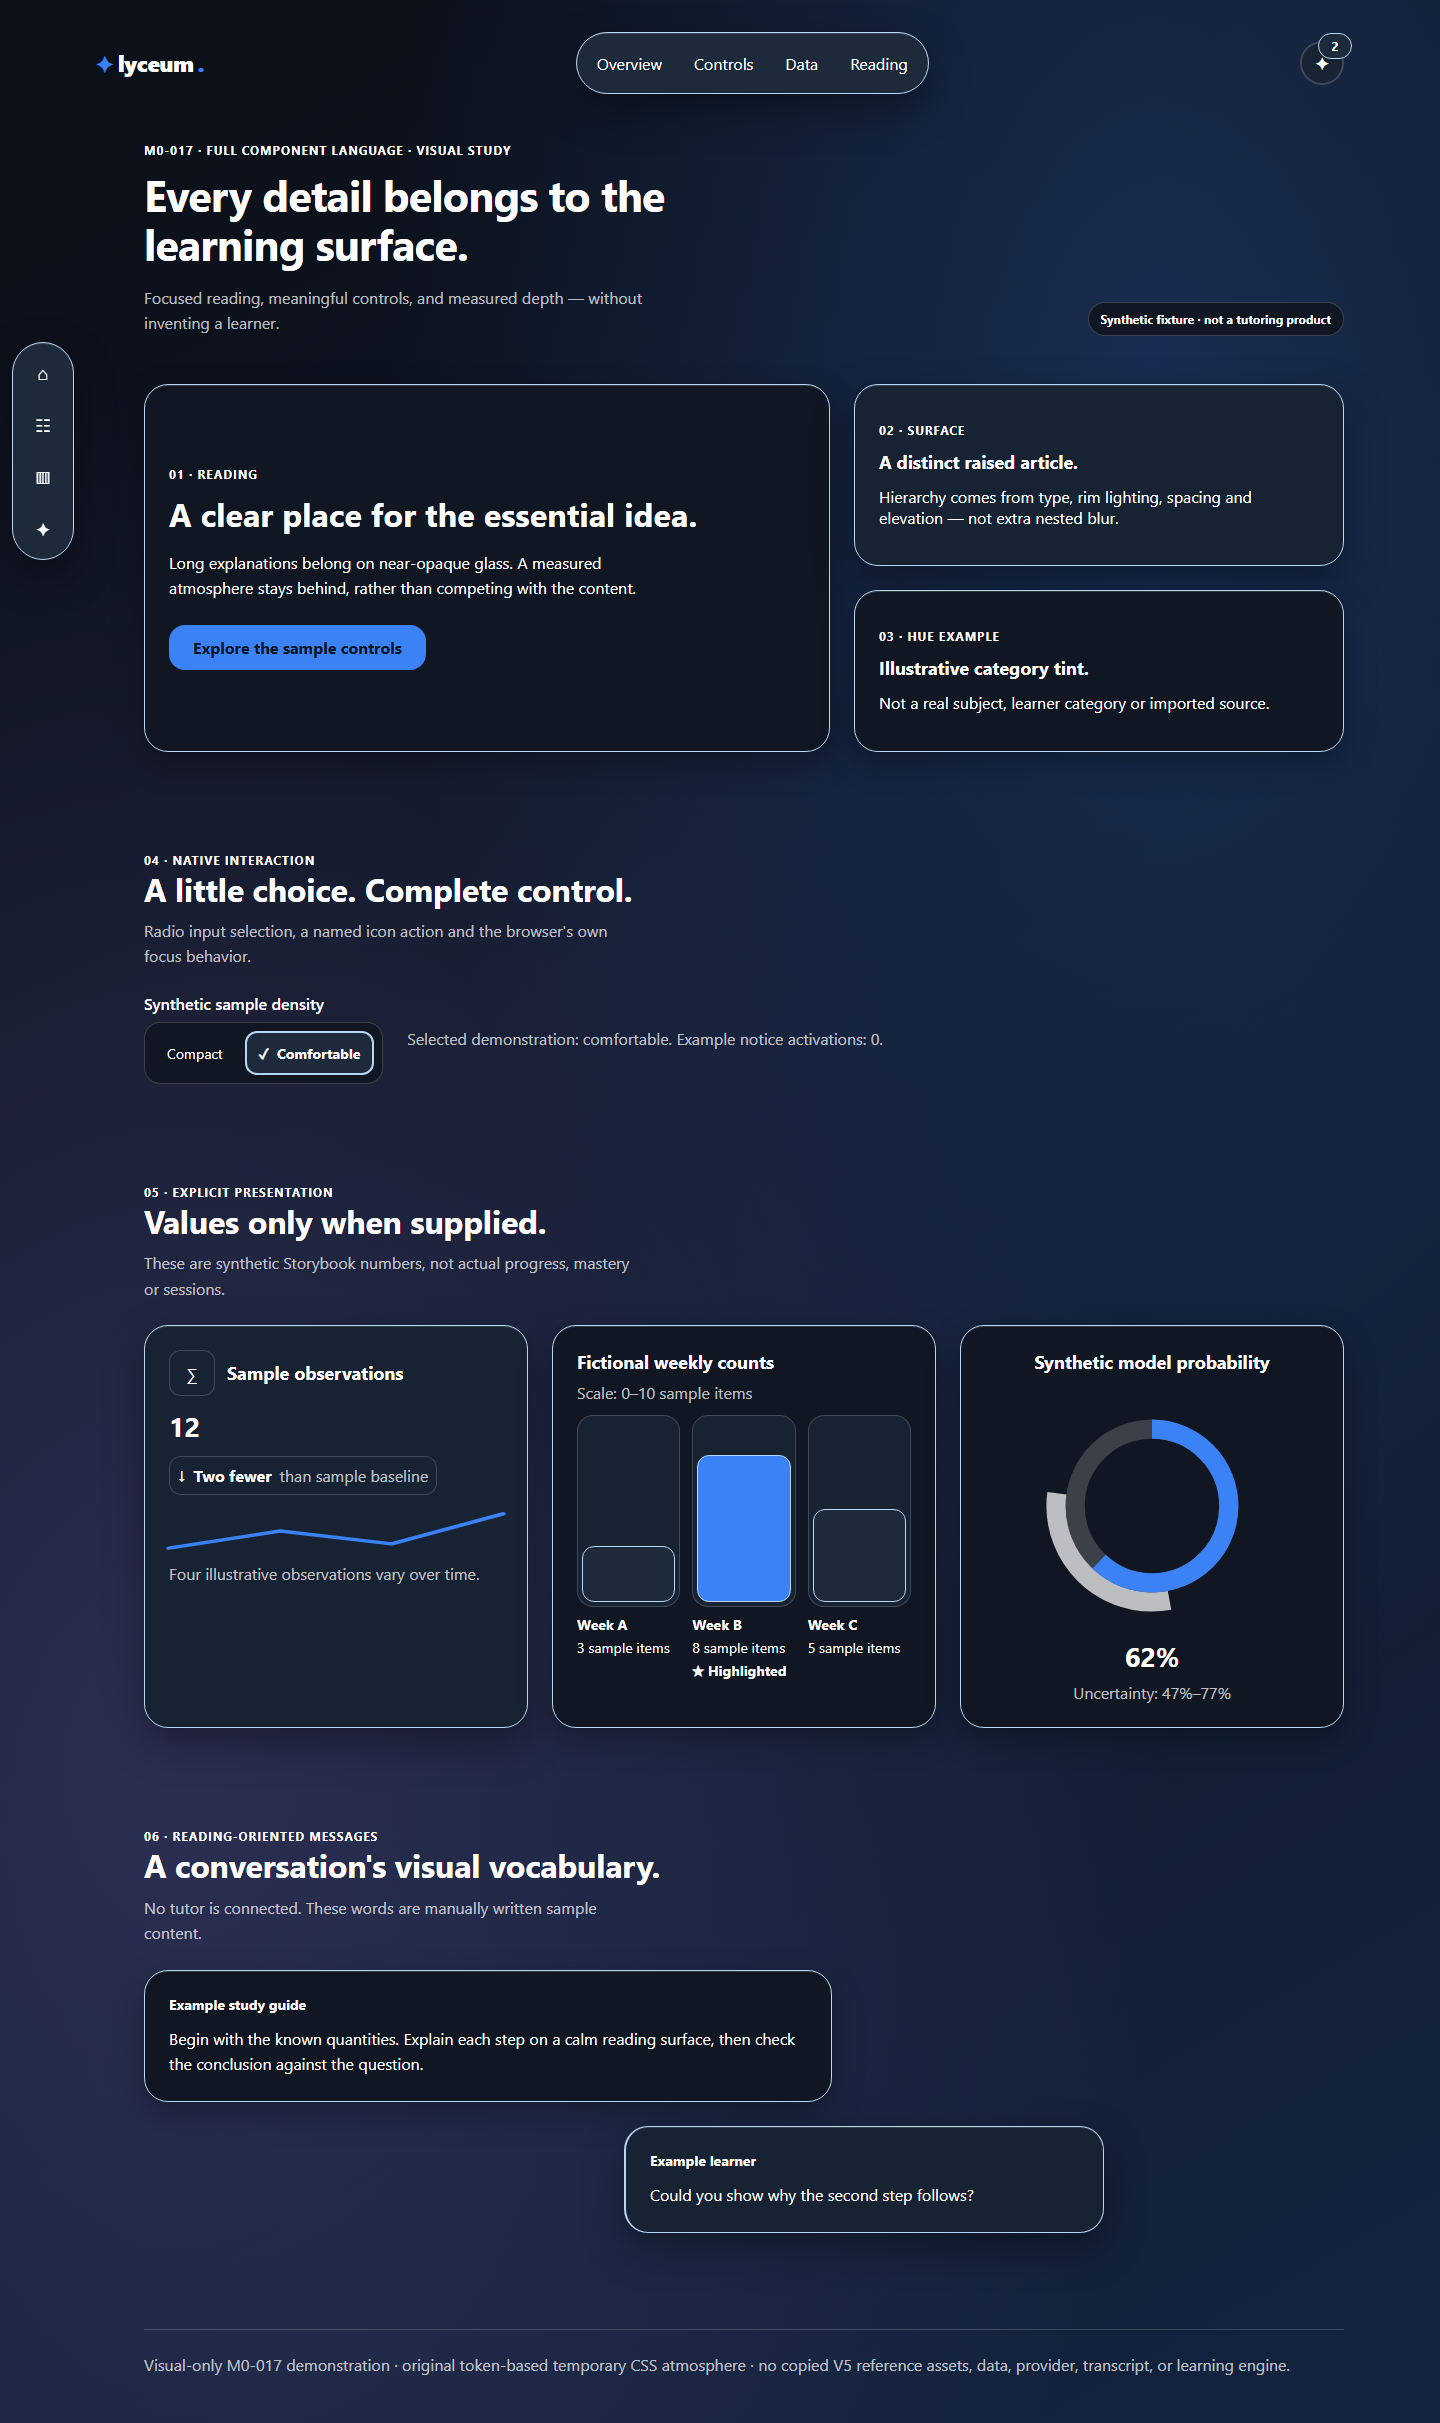 lyceum.
Overview Controls Data Reading
2
M0-017 · FULL COMPONENT LANGUAGE · VISUAL STUDY
Every detail belongs to the
learning surface.
Focused reading, meaningful controls, and measured depth — without
inventing a learner.
Synthetic fixture · not a tutoring product
01 · READING
A clear place for the essential idea.
Long explanations belong on near-opaque glass. A measured
atmosphere stays behind, rather than competing with the content.
Explore the sample controls
02 · SURFACE
A distinct raised article.
Hierarchy comes from type, rim lighting, spacing and
elevation — not extra nested blur.
03 · HUE EXAMPLE
Illustrative category tint.
Not a real subject, learner category or imported source.
04 · NATIVE INTERACTION
A little choice. Complete control.
Radio input selection, a named icon action and the browser's own
focus behavior.
Synthetic sample density
Compact ✓ Comfortable
Selected demonstration: comfortable. Example notice activations: 0.
05 · EXPLICIT PRESENTATION
Values only when supplied.
These are synthetic Storybook numbers, not actual progress, mastery
or sessions.
∑ Sample observations
12
↓ Two fewer than sample baseline
Four illustrative observations vary over time.
Fictional weekly counts
Scale: 0–10 sample items
Week A
3 sample items
Week B
8 sample items
★ Highlighted
Week C
5 sample items
Synthetic model probability
62%
Uncertainty: 47%–77%
06 · READING-ORIENTED MESSAGES
A conversation's visual vocabulary.
No tutor is connected. These words are manually written sample
content.
Example study guide
Begin with the known quantities. Explain each step on a calm reading surface, then check
the conclusion against the question.
Example learner
Could you show why the second step follows?
Visual-only M0-017 demonstration · original token-based temporary CSS atmosphere · no copied V5 reference assets, data, provider, transcript, or learning engine.